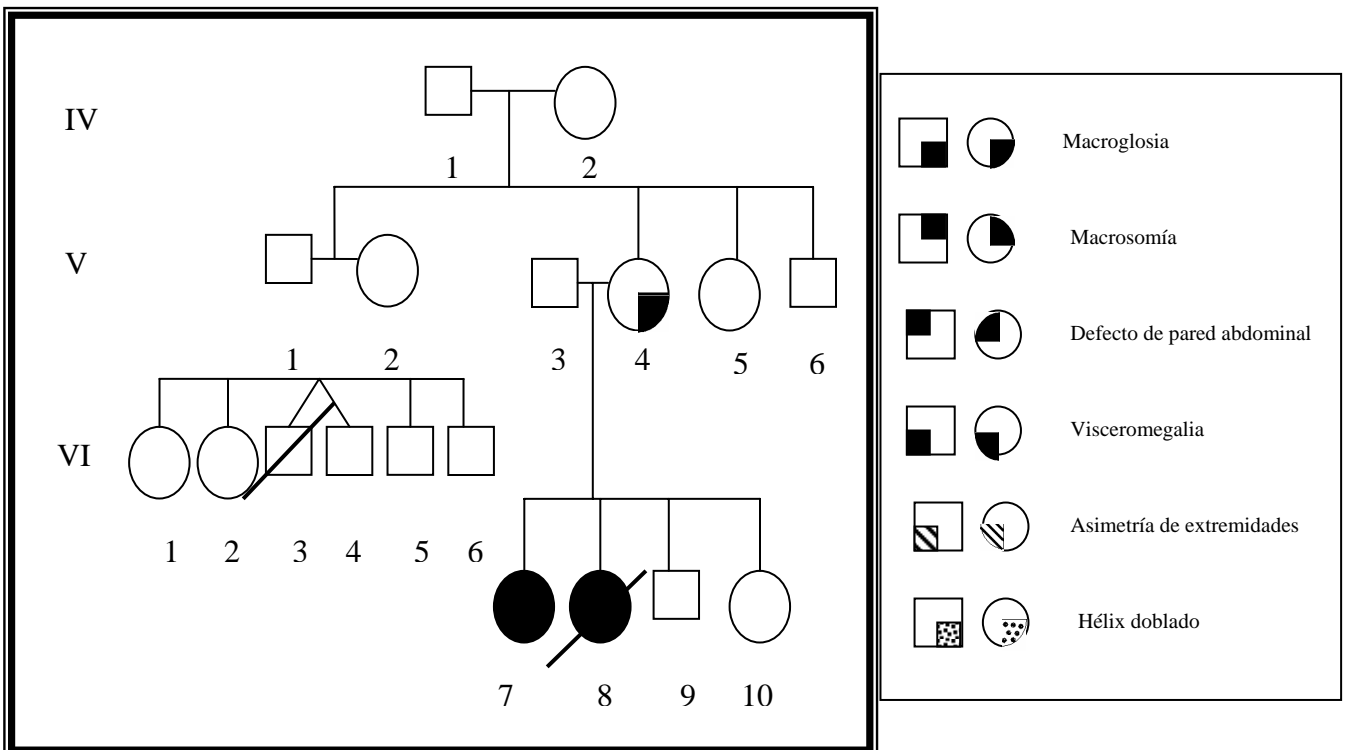 IV
1 2
V
1 2 3 4 5 6
VI
1 2 3 4 5 6
7 8 9 10
Macroglosia
Macrosomía
Defecto de pared abdominal
Visceromegalia
Asimetría de extremidades
Hélix doblado